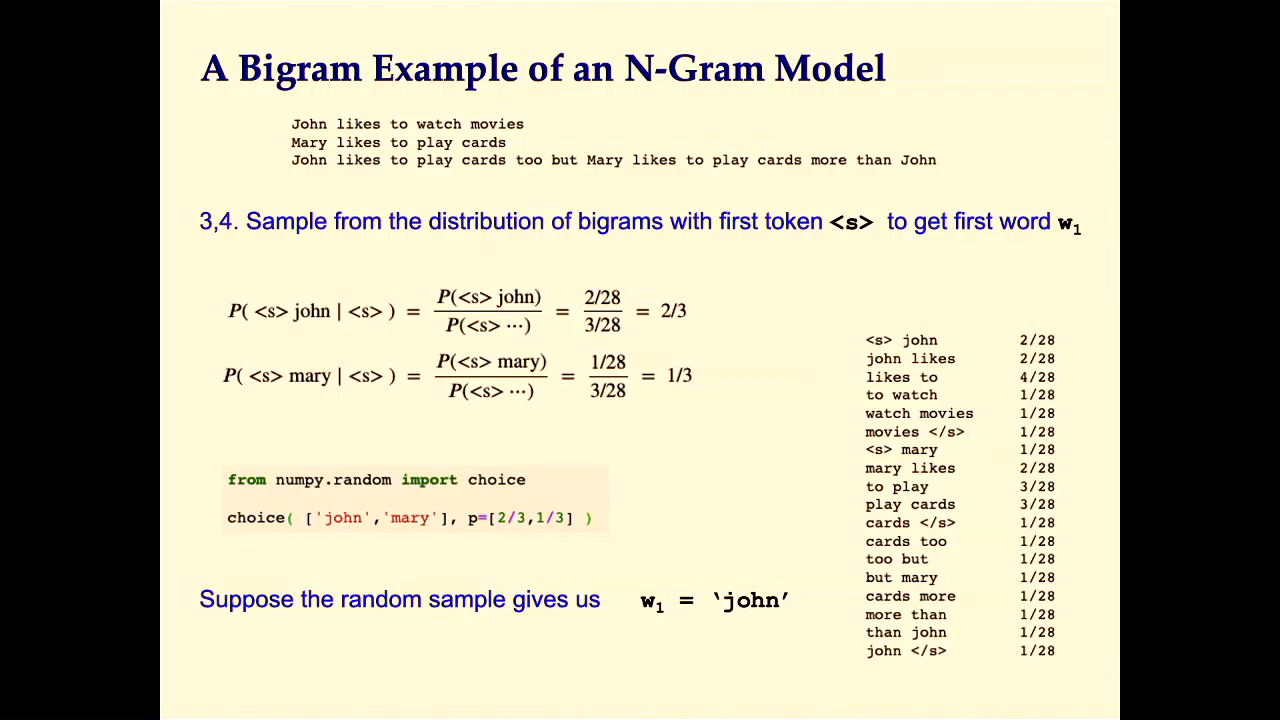 A Bigram Example of an N-Gram Model
John likes to watch movies
Mary likes to play cards
John likes to play cards too but Mary likes to play cards more than John
3,4. Sample from the distribution of bigrams with first token <s> to get first word w₁
P( <s> john | <s> ) = P(<s> john) / P(<s> ⋯) = 2/28 / 3/28 = 2/3
P( <s> mary | <s> ) = P(<s> mary) / P(<s> ⋯) = 1/28 / 3/28 = 1/3
from numpy.random import choice
choice( ['john','mary'], p=[2/3,1/3] )
Suppose the random sample gives us w₁ = ‘john’
<s> john 2/28
john likes 2/28
likes to 4/28
to watch 1/28
watch movies 1/28
movies </s> 1/28
<s> mary 1/28
mary likes 2/28
to play 3/28
play cards 3/28
cards </s> 1/28
cards too 1/28
too but 1/28
but mary 1/28
cards more 1/28
more than 1/28
than john 1/28
john </s> 1/28